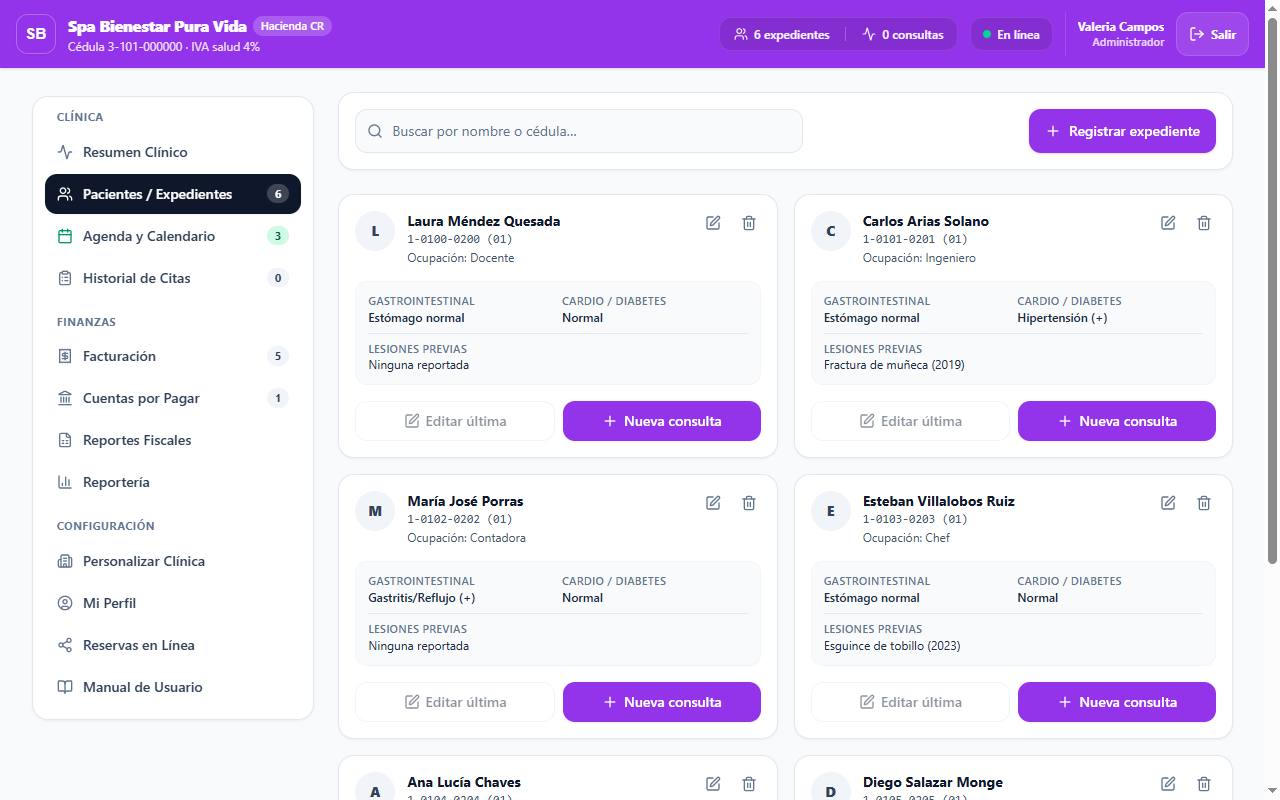 SB
Spa Bienestar Pura Vida
Hacienda CR
Cédula 3-101-000000 · IVA salud 4%
6 expedientes
0 consultas
En línea
Valeria Campos
Administrador
Salir
CLÍNICA
Resumen Clínico
Pacientes / Expedientes 6
Agenda y Calendario 3
Historial de Citas 0
FINANZAS
Facturación 5
Cuentas por Pagar 1
Reportes Fiscales
Reportería
CONFIGURACIÓN
Personalizar Clínica
Mi Perfil
Reservas en Línea
Manual de Usuario
Buscar por nombre o cédula...
Registrar expediente
L
Laura Méndez Quesada
1-0100-0200 (01)
Ocupación: Docente
GASTROINTESTINAL
Estómago normal
CARDIO / DIABETES
Normal
LESIONES PREVIAS
Ninguna reportada
Editar última
Nueva consulta
C
Carlos Arias Solano
1-0101-0201 (01)
Ocupación: Ingeniero
GASTROINTESTINAL
Estómago normal
CARDIO / DIABETES
Hipertensión (+)
LESIONES PREVIAS
Fractura de muñeca (2019)
Editar última
Nueva consulta
M
María José Porras
1-0102-0202 (01)
Ocupación: Contadora
GASTROINTESTINAL
Gastritis/Reflujo (+)
CARDIO / DIABETES
Normal
LESIONES PREVIAS
Ninguna reportada
Editar última
Nueva consulta
E
Esteban Villalobos Ruiz
1-0103-0203 (01)
Ocupación: Chef
GASTROINTESTINAL
Estómago normal
CARDIO / DIABETES
Normal
LESIONES PREVIAS
Esguince de tobillo (2023)
Editar última
Nueva consulta
A
Ana Lucía Chaves
D
Diego Salazar Monge